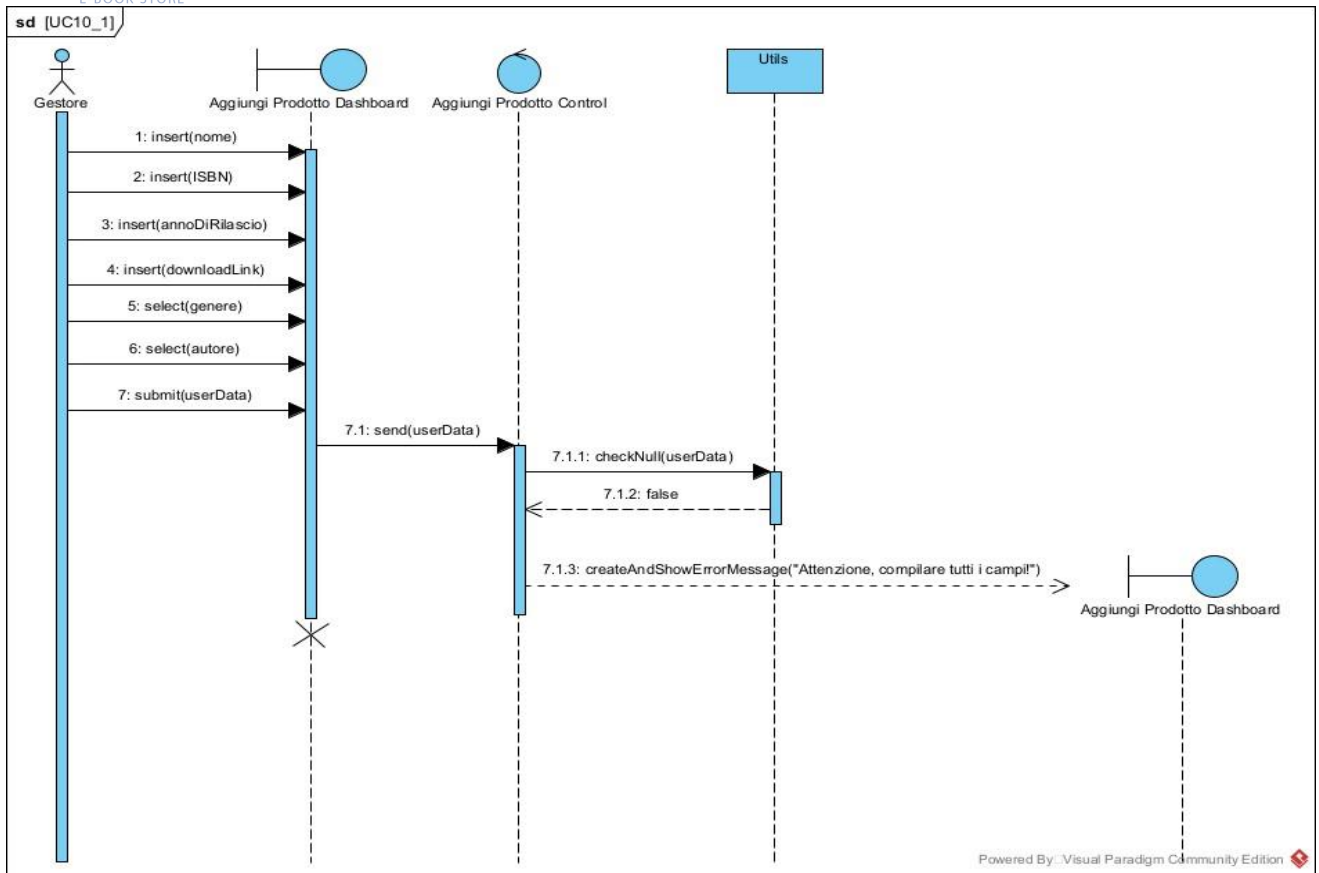 E-BOOK STORE
sd [UC10_1]
Utils
Gestore
Aggiungi Prodotto Dashboard
Aggiungi Prodotto Control
1: insert(nome)
2: insert(ISBN)
3: insert(annoDiRilascio)
4: insert(downloadLink)
5: select(genere)
6: select(autore)
7: submit(userData)
7.1: send(userData)
7.1.1: checkNull(userData)
7.1.2: false
7.1.3: createAndShowErrorMessage("Attenzione, compilare tutti i campi!")
Aggiungi Prodotto Dashboard
Powered By Visual Paradigm Community Edition